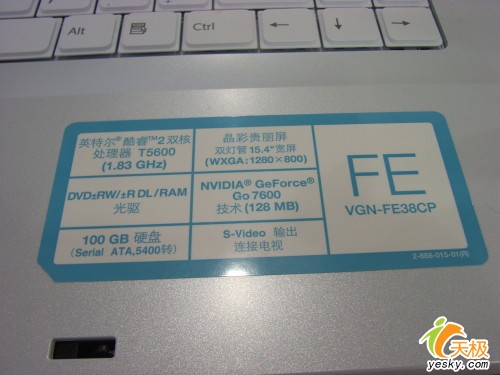 Alt
Ctrl
英特尔® 酷睿™2 双核
处理器 T5600
(1.83 GHz)
晶彩贵丽屏
双灯管 15.4"宽屏
(WXGA: 1280 × 800)
FE
VGN-FE38CP
DVD±RW/±R DL/RAM
光驱
NVIDIA® GeForce®
Go 7600
技术 (128 MB)
100 GB 硬盘
(Serial ATA,5400转)
S-Video 输出
连接电视
天极
yesky.com